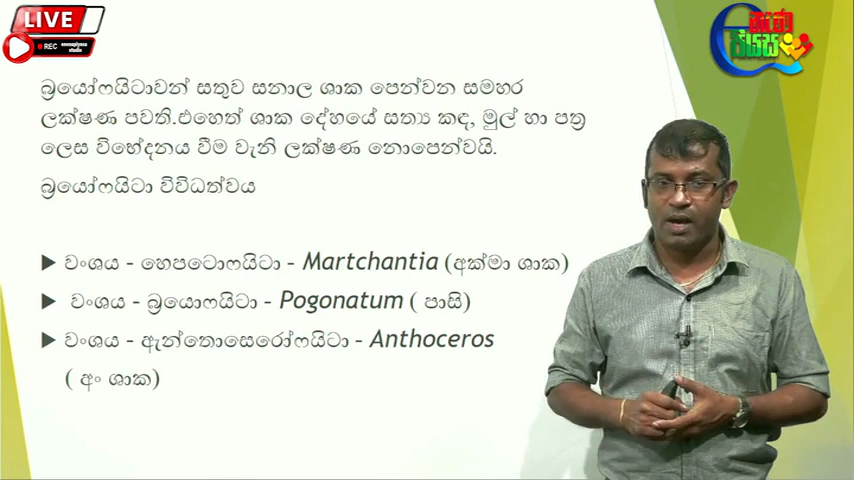 LIVE
REC
නැණ
පියස
බ්‍රයෝෆයිටාවන් සතුව සනාල ශාක පෙන්වන සමහර
ලක්ෂණ පවතී.එහෙත් ශාක දේහයේ සත්‍ය කඳ, මුල් හා පත්‍ර
ලෙස විභේදනය වීම වැනි ලක්ෂණ නොපෙන්වයි.
බ්‍රයෝෆයිටා විවිධත්වය
වංශය - හෙපටොෆයිටා - Martchantia (අක්මා ශාක)
වංශය - බ්‍රයොෆයිටා - Pogonatum ( පාසි)
වංශය - ඇන්තොසෙරෝෆයිටා - Anthoceros
( අං ශාක)